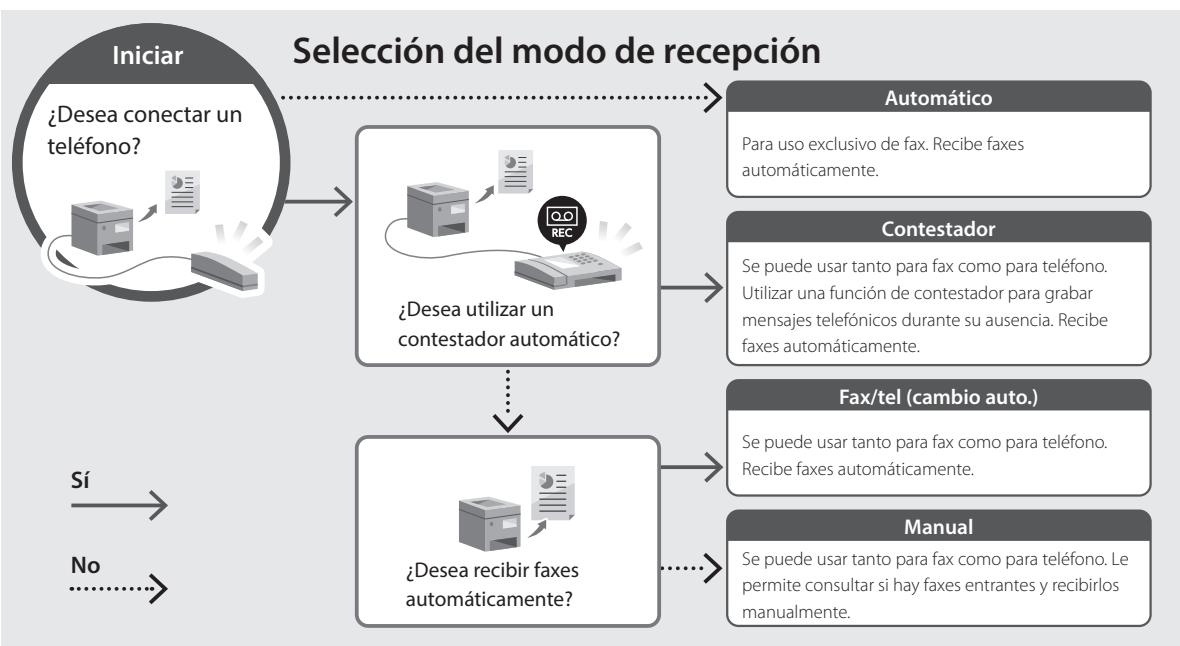 Selección del modo de recepción
Iniciar
¿Desea conectar un
teléfono?
REC
¿Desea utilizar un
contestador automático?
¿Desea recibir faxes
automáticamente?
Automático
Para uso exclusivo de fax. Recibe faxes
automáticamente.
Contestador
Se puede usar tanto para fax como para teléfono.
Utilizar una función de contestador para grabar
mensajes telefónicos durante su ausencia. Recibe
faxes automáticamente.
Fax/tel (cambio auto.)
Se puede usar tanto para fax como para teléfono.
Recibe faxes automáticamente.
Manual
Se puede usar tanto para fax como para teléfono. Le
permite consultar si hay faxes entrantes y recibirlos
manualmente.
Sí
No